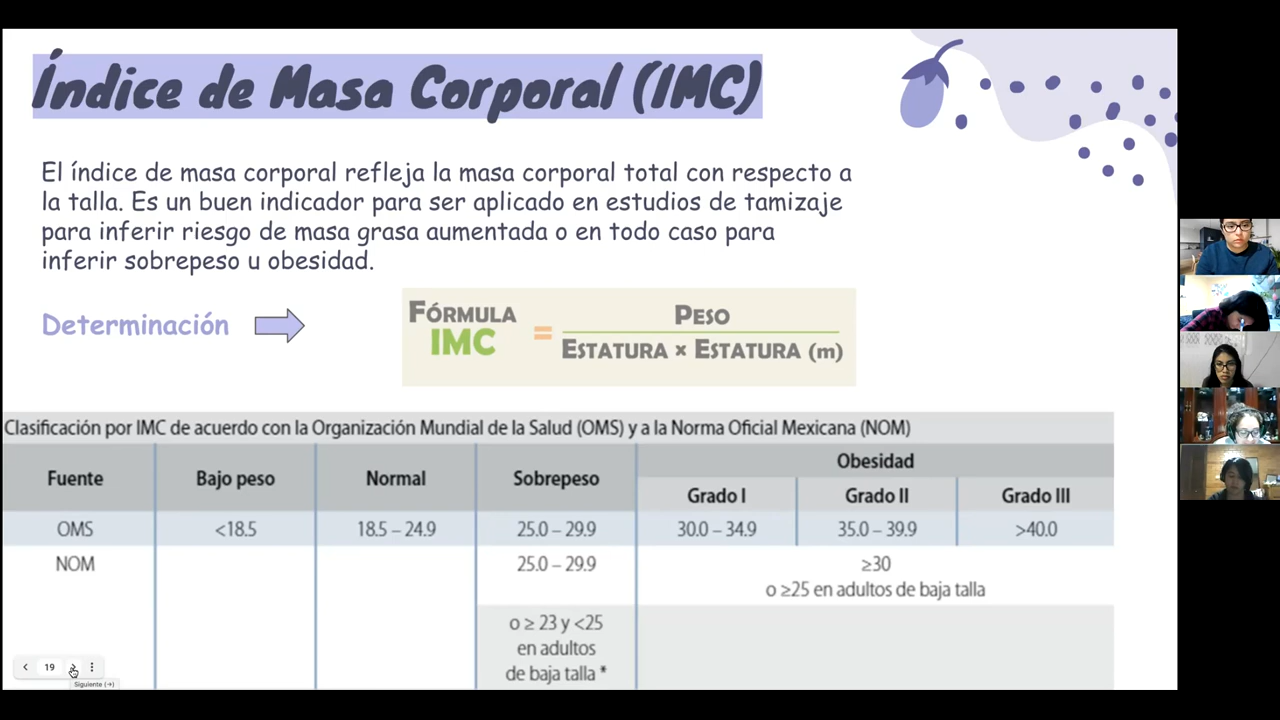 Índice de Masa Corporal (IMC)
El índice de masa corporal refleja la masa corporal total con respecto a
la talla. Es un buen indicador para ser aplicado en estudios de tamizaje
para inferir riesgo de masa grasa aumentada o en todo caso para
inferir sobrepeso u obesidad.
Determinación
FÓRMULA
IMC
=
PESO
ESTATURA × ESTATURA (m)
Clasificación por IMC de acuerdo con la Organización Mundial de la Salud (OMS) y a la Norma Oficial Mexicana (NOM)
Fuente Bajo peso Normal Sobrepeso Obesidad
Grado I Grado II Grado III
OMS <18.5 18.5 – 24.9 25.0 – 29.9 30.0 – 34.9 35.0 – 39.9 >40.0
NOM 25.0 – 29.9 ≥30
o ≥25 en adultos de baja talla
o ≥ 23 y <25
en adultos
de baja talla *
19
Siguiente (→)